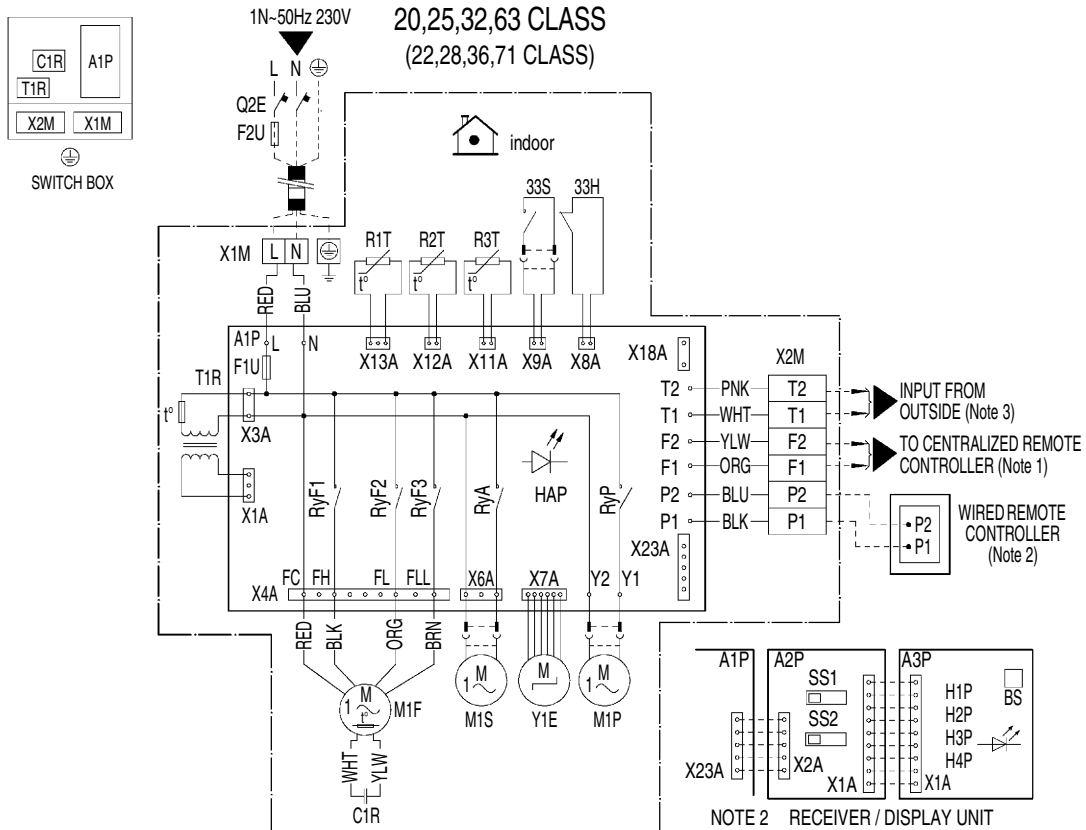 1N~50Hz 230V
20,25,32,63 CLASS
(22,28,36,71 CLASS)
C1R
A1P
T1R
X2M
X1M
SWITCH BOX
L N
Q2E
F2U
indoor
33S 33H
X1M L N
R1T R2T R3T
t° t° t°
RED BLU
A1P L N
X13A X12A X11A X9A X8A
X18A
X2M
T1R
F1U
t°
X3A
X1A
T2 PNK T2
T1 WHT T1
F2 YLW F2
F1 ORG F1
P2 BLU P2
P1 BLK P1
INPUT FROM
OUTSIDE (Note 3)
TO CENTRALIZED REMOTE
CONTROLLER (Note 1)
P2
P1
WIRED REMOTE
CONTROLLER
(Note 2)
RyF1 RyF2 RyF3 RyA HAP RyP
X23A
X4A FC FH FL FLL X6A X7A Y2 Y1
RED BLK ORG BRN
M
1
t°
M1F
M
1
M1S
M
Y1E
M
1
M1P
WHT YLW
C1R
A1P A2P A3P
SS1
SS2
H1P
H2P
H3P
H4P
BS
X23A X2A X1A X1A
NOTE 2 RECEIVER / DISPLAY UNIT